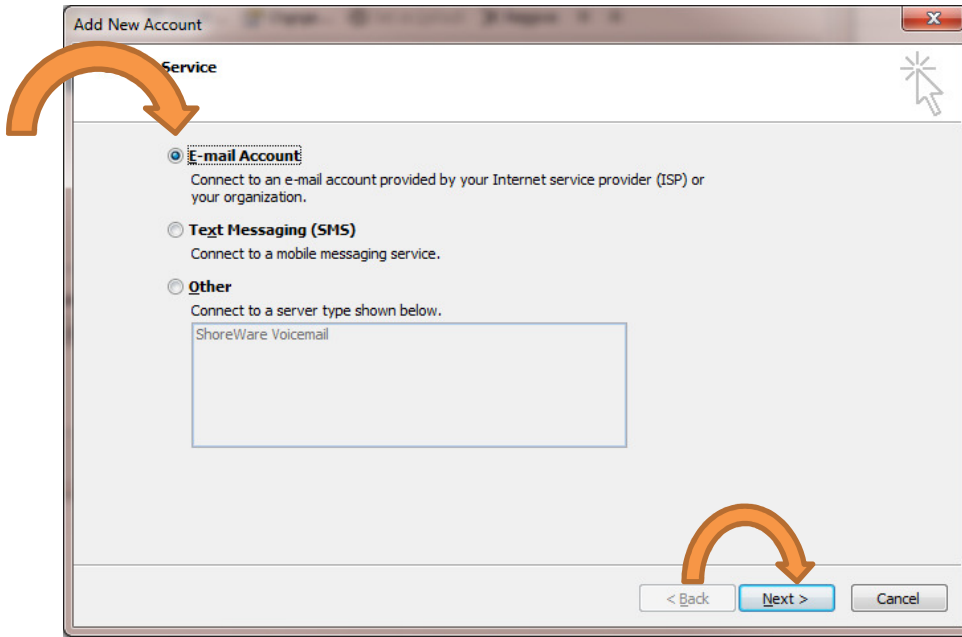 Add New Account
Service
E-mail Account
Connect to an e-mail account provided by your Internet service provider (ISP) or
your organization.
Text Messaging (SMS)
Connect to a mobile messaging service.
Other
Connect to a server type shown below.
ShoreWare Voicemail
< Back Next > Cancel